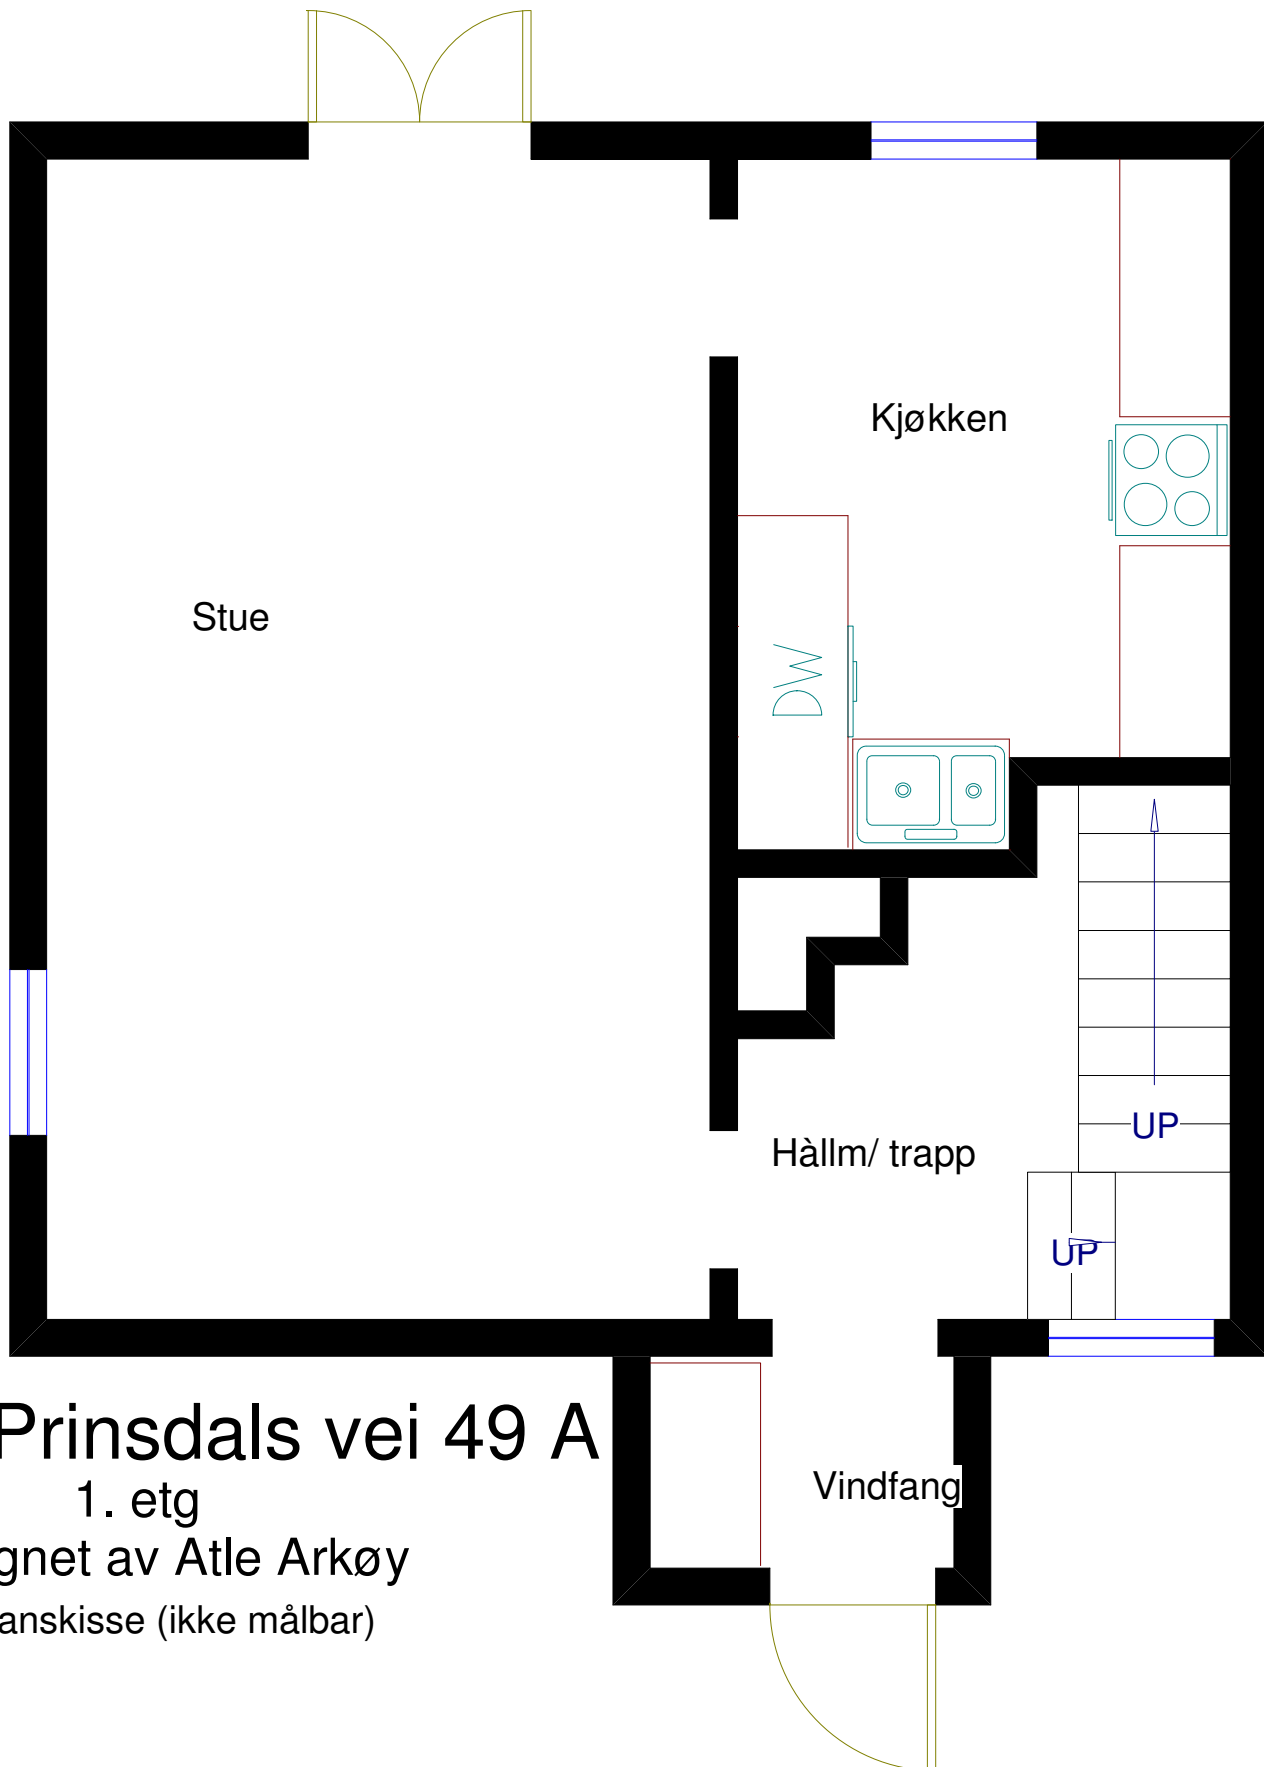 Kjøkken
Stue
DW
UP
Hàllm/ trapp
UP
Prinsdals vei 49 A
1. etg
Vindfang
gnet av Atle Arkøy
anskisse (ikke målbar)